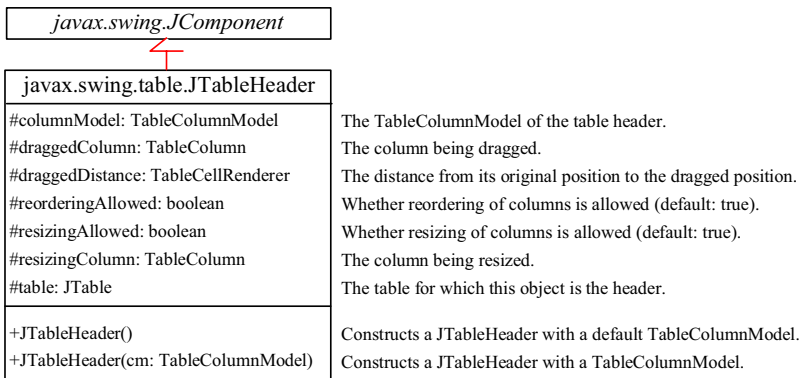 javax.swing.JComponent
javax.swing.table.JTableHeader
#columnModel: TableColumnModel The TableColumnModel of the table header.
#draggedColumn: TableColumn The column being dragged.
#draggedDistance: TableCellRenderer The distance from its original position to the dragged position.
#reorderingAllowed: boolean Whether reordering of columns is allowed (default: true).
#resizingAllowed: boolean Whether resizing of columns is allowed (default: true).
#resizingColumn: TableColumn The column being resized.
#table: JTable The table for which this object is the header.
+JTableHeader() Constructs a JTableHeader with a default TableColumnModel.
+JTableHeader(cm: TableColumnModel) Constructs a JTableHeader with a TableColumnModel.